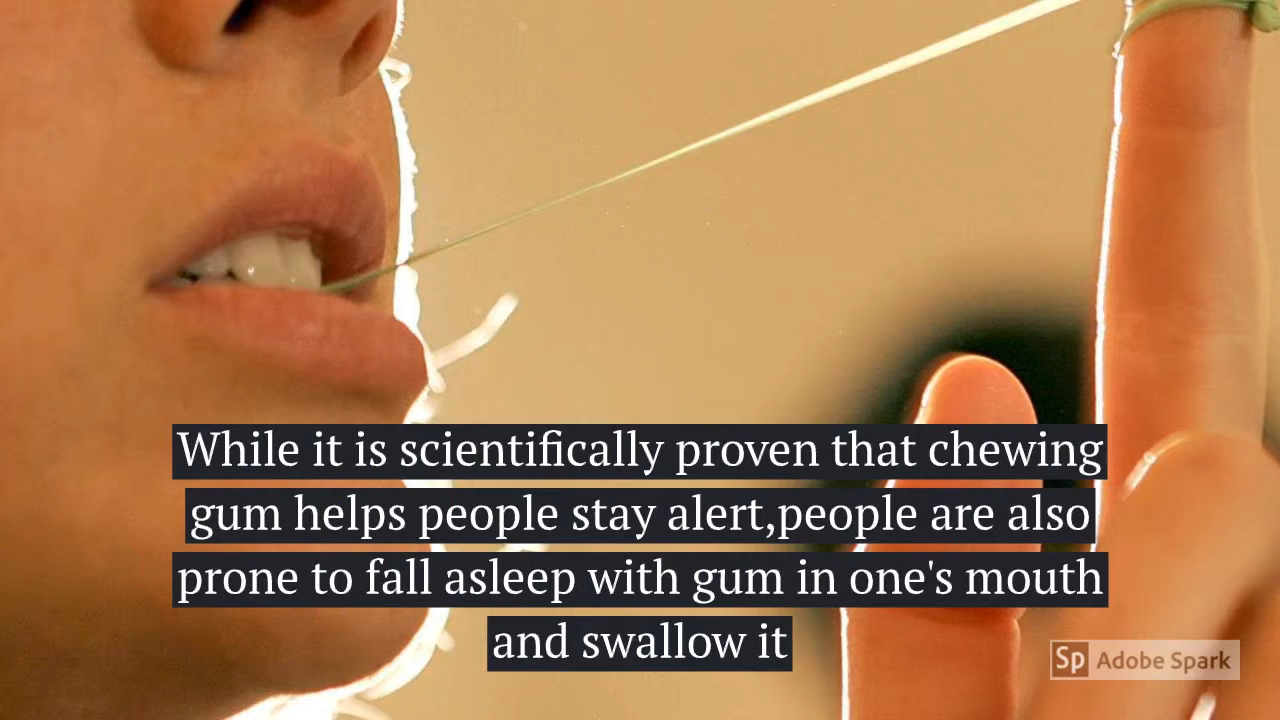 While it is scientifically proven that chewing
gum helps people stay alert,people are also
prone to fall asleep with gum in one's mouth
and swallow it
Sp Adobe Spark